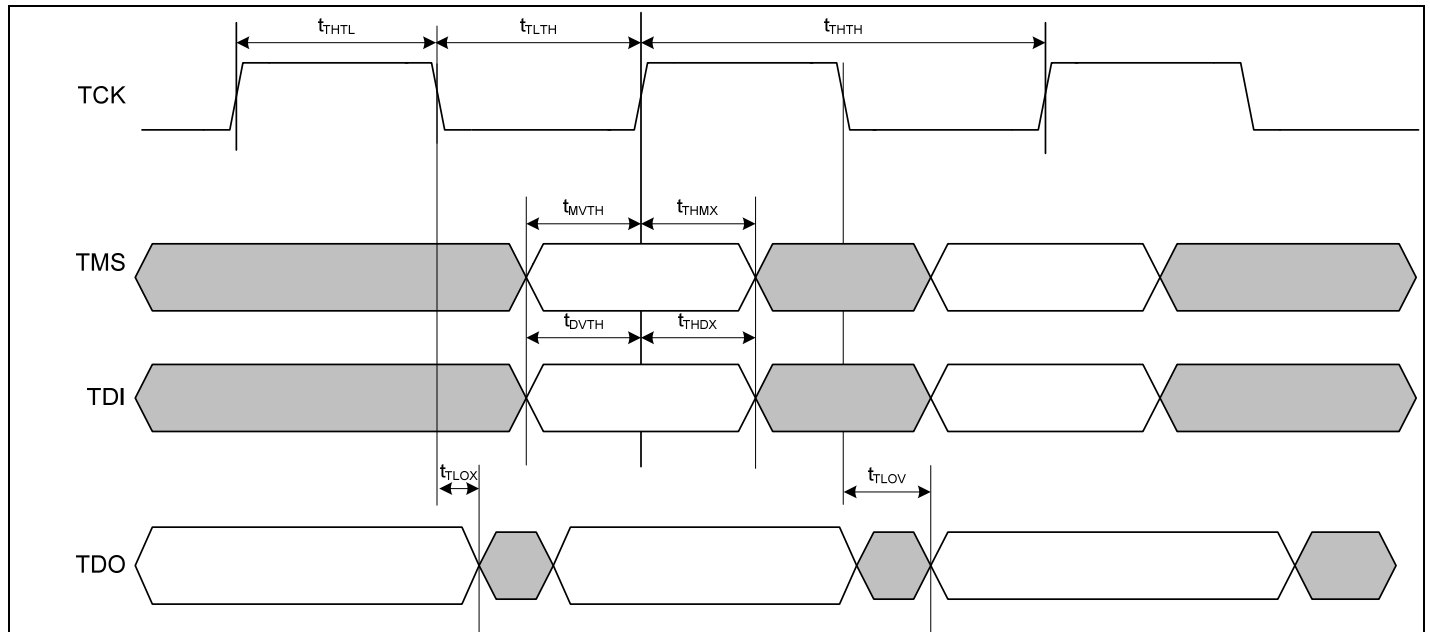 tTHTL tTLTH tTHTH
TCK
tMVTH tTHMX
TMS
tDVTH tTHDX
TDI
tTLOX tTLOV
TDO